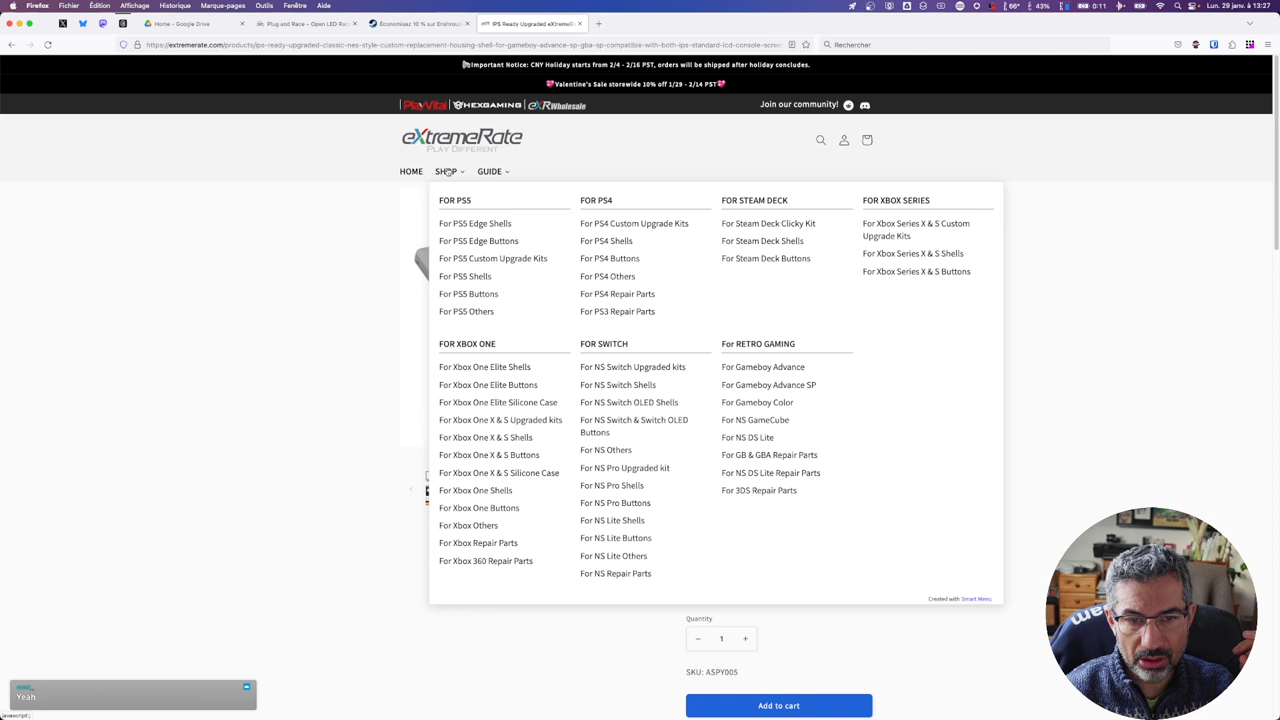 Firefox Fichier Édition Affichage Historique Marque-pages Outils Fenêtre Aide
0:11
66°
Lun. 29 janv. à 13:27
Home – Google Drive
Plug and Race – Open LED Rac
Économisez 10 % sur Enshroud
IPS Ready Upgraded eXtremeR
https://extremerate.com/products/ips-ready-upgraded-classic-nes-style-custom-replacement-housing-shell-for-gameboy-advance-sp-gba-sp-compatible-with-both-ips-standard-lcd-console-scree
Rechercher
Important Notice: CNY Holiday starts from 2/4 - 2/16 PST, orders will be shipped after holiday concludes.
Valentine's Sale storewide 10% off 1/29 - 2/14 PST
PLAYVITAL HEXGAMING eXRWholesale
Join our community!
eXtremeRate
PLAY DIFFERENT
HOME SHOP GUIDE
FOR PS5
For PS5 Edge Shells
For PS5 Edge Buttons
For PS5 Custom Upgrade Kits
For PS5 Shells
For PS5 Buttons
For PS5 Others
FOR PS4
For PS4 Custom Upgrade Kits
For PS4 Shells
For PS4 Buttons
For PS4 Others
For PS4 Repair Parts
For PS3 Repair Parts
FOR STEAM DECK
For Steam Deck Clicky Kit
For Steam Deck Shells
For Steam Deck Buttons
FOR XBOX SERIES
For Xbox Series X & S Custom
Upgrade Kits
For Xbox Series X & S Shells
For Xbox Series X & S Buttons
FOR XBOX ONE
For Xbox One Elite Shells
For Xbox One Elite Buttons
For Xbox One Elite Silicone Case
For Xbox One X & S Upgraded kits
For Xbox One X & S Shells
For Xbox One X & S Buttons
For Xbox One X & S Silicone Case
For Xbox One Shells
For Xbox One Buttons
For Xbox Others
For Xbox Repair Parts
For Xbox 360 Repair Parts
FOR SWITCH
For NS Switch Upgraded kits
For NS Switch Shells
For NS Switch OLED Shells
For NS Switch & Switch OLED
Buttons
For NS Others
For NS Pro Upgraded kit
For NS Pro Shells
For NS Pro Buttons
For NS Lite Shells
For NS Lite Buttons
For NS Lite Others
For NS Repair Parts
For RETRO GAMING
For Gameboy Advance
For Gameboy Advance SP
For Gameboy Color
For NS GameCube
For NS DS Lite
For GB & GBA Repair Parts
For NS DS Lite Repair Parts
For 3DS Repair Parts
Created with Smart Menu
Quantity
− 1 +
SKU: ASPY005
Add to cart
Yeah
javascript:;